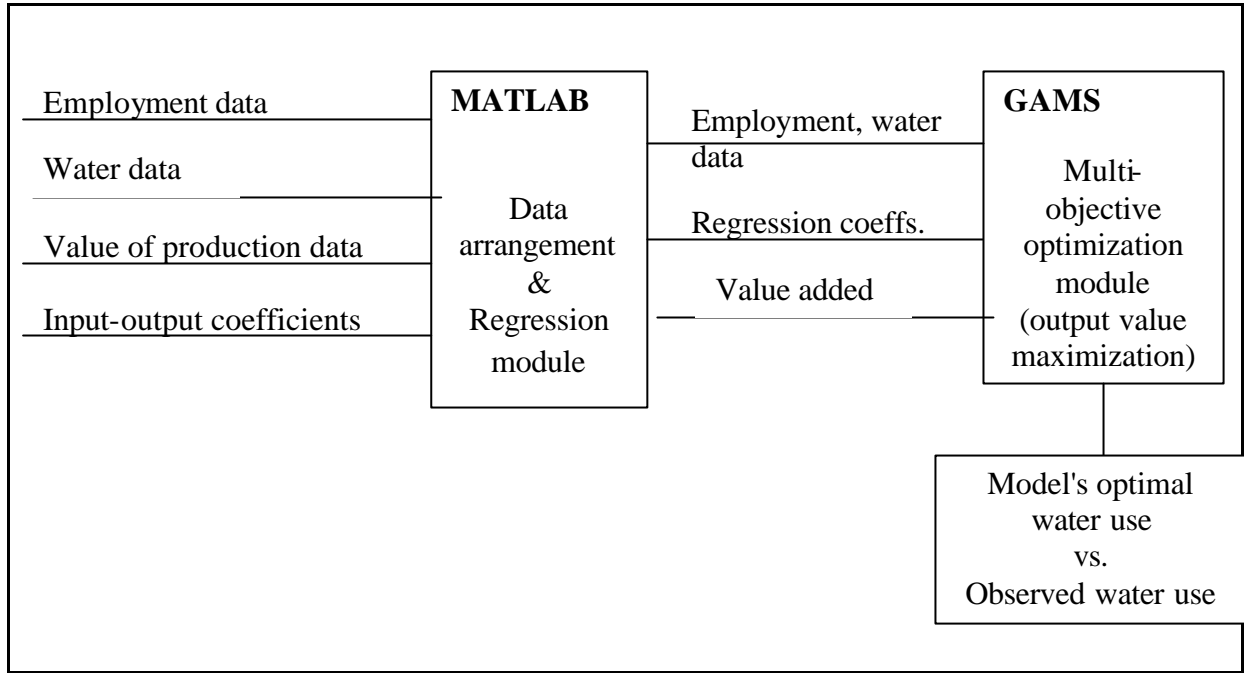 Employment data
Water data
Value of production data
Input-output coefficients
MATLAB
Data
arrangement
&
Regression
module
Employment, water
data
Regression coeffs.
Value added
GAMS
Multi-
objective
optimization
module
(output value
maximization)
Model's optimal
water use
vs.
Observed water use